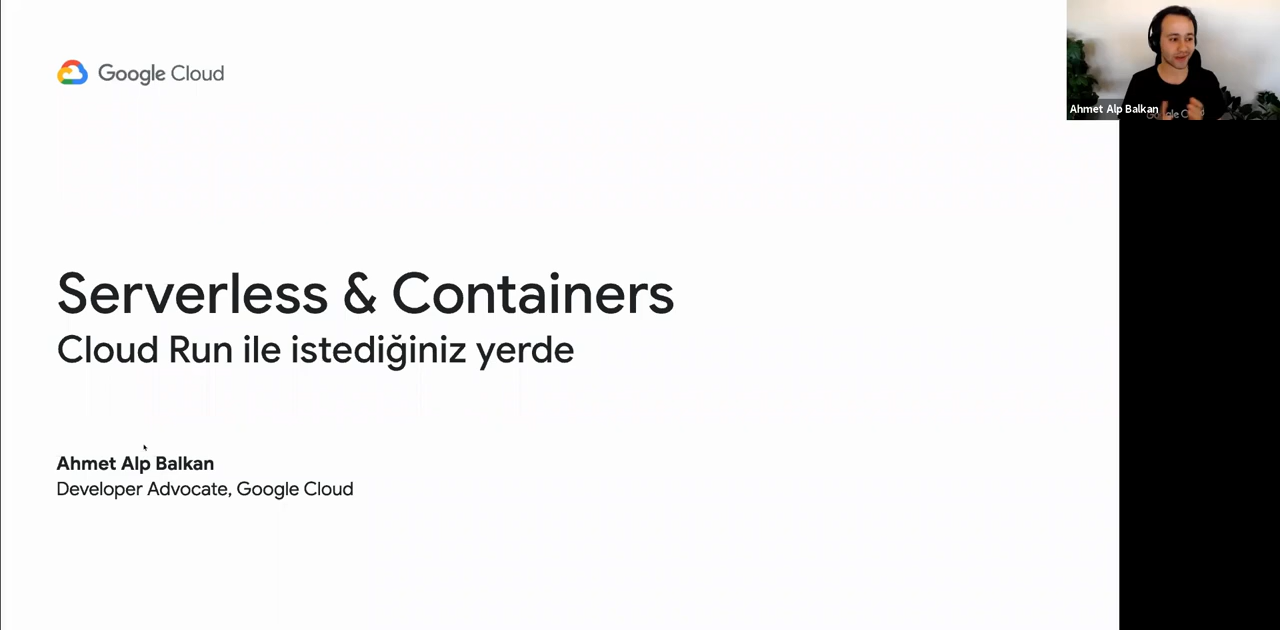 Google Cloud
Ahmet Alp Balkan
Serverless & Containers
Cloud Run ile istediğiniz yerde
Ahmet Alp Balkan
Developer Advocate, Google Cloud